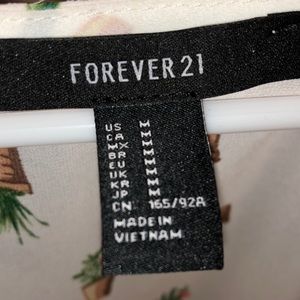 FOREVER 21
US M
CA M
MX M
BR M
EU M
UK M
KR M
JP M
CN 165/92A
MADE IN
VIETNAM